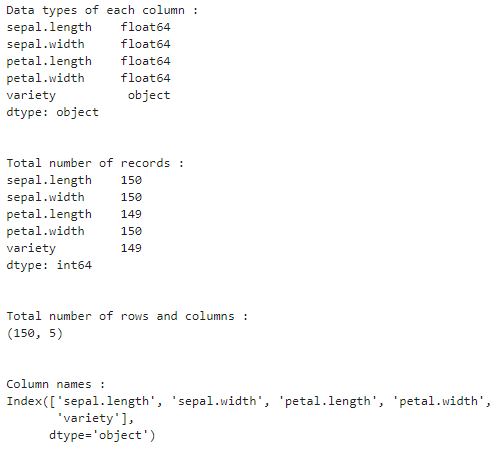 Data types of each column :
sepal.length    float64
sepal.width     float64
petal.length    float64
petal.width     float64
variety          object
dtype: object
Total number of records :
sepal.length    150
sepal.width     150
petal.length    149
petal.width     150
variety         149
dtype: int64
Total number of rows and columns :
(150, 5)
Column names :
Index(['sepal.length', 'sepal.width', 'petal.length', 'petal.width',
       'variety'],
      dtype='object')